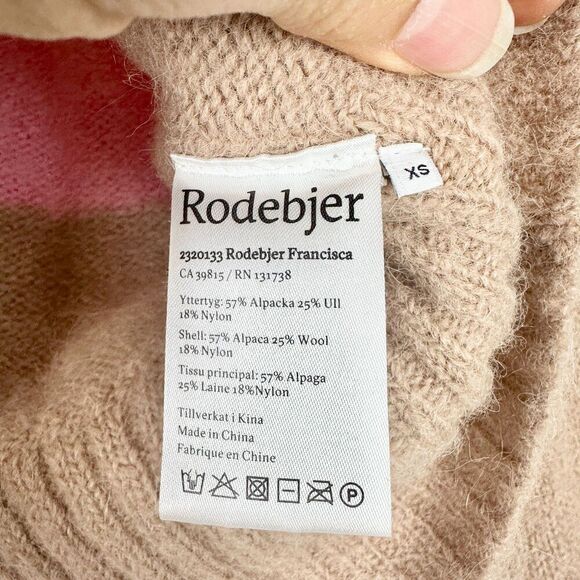 Rodebjer
XS
2320133 Rodebjer Francisca
CA 39815 / RN 131738
Yttertyg: 57% Alpacka 25% Ull
18% Nylon
Shell: 57% Alpaca 25% Wool
18% Nylon
Tissu principal: 57% Alpaga
25% Laine 18%Nylon
Tillverkat i Kina
Made in China
Fabrique en Chine
P